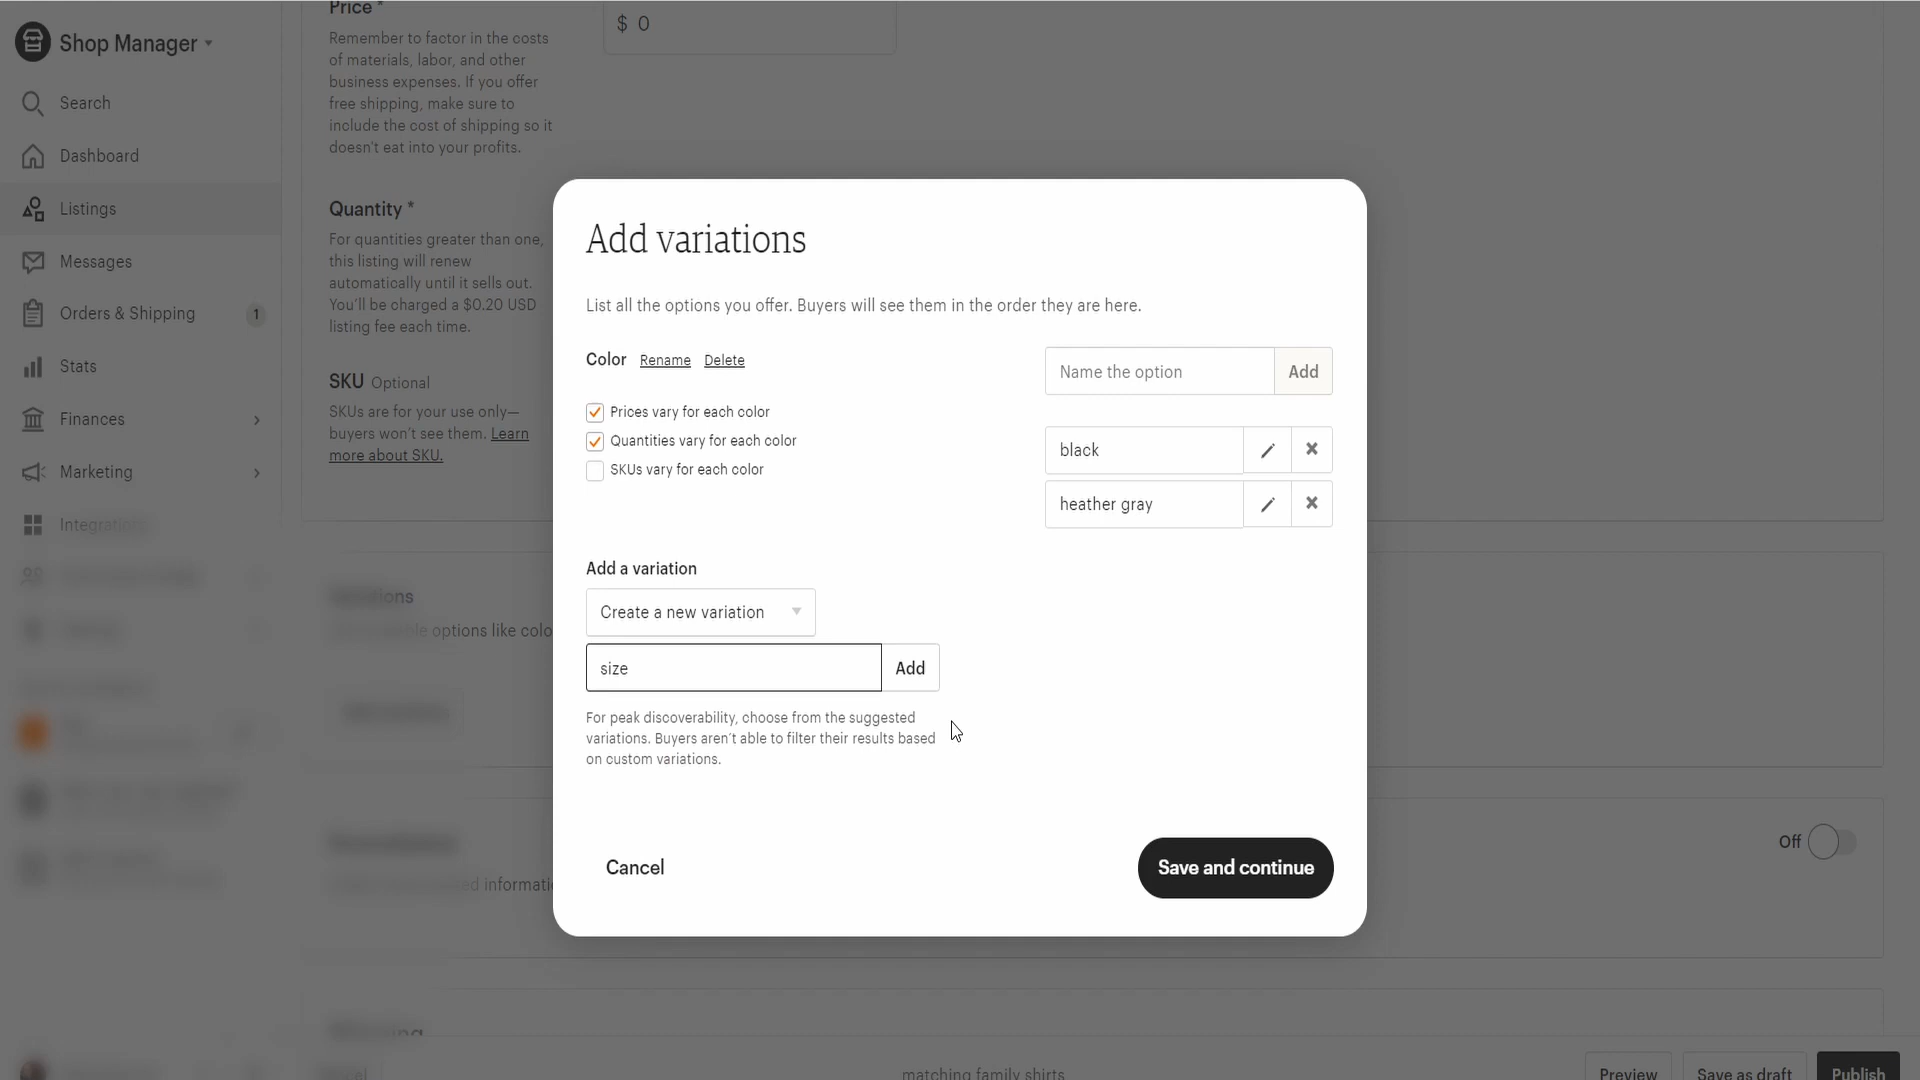 Shop Manager
Search
Dashboard
Listings
Messages
Orders & Shipping 1
Stats
Finances
Marketing
Integrations
Price *
Remember to factor in the costs
of materials, labor, and other
business expenses. If you offer
free shipping, make sure to
include the cost of shipping so it
doesn't eat into your profits.
$ 0
Quantity *
For quantities greater than one,
this listing will renew
automatically until it sells out.
You'll be charged a $0.20 USD
listing fee each time.
SKU Optional
SKUs are for your use only—
buyers won't see them. Learn
more about SKU.
Variations
options like colo
informatio
Off
Add variations
List all the options you offer. Buyers will see them in the order they are here.
Color Rename Delete
Prices vary for each color
Quantities vary for each color
SKUs vary for each color
Name the option Add
black
heather gray
Add a variation
Create a new variation
size Add
For peak discoverability, choose from the suggested
variations. Buyers aren't able to filter their results based
on custom variations.
Cancel Save and continue
matching family shirts
Preview Save as draft Publish